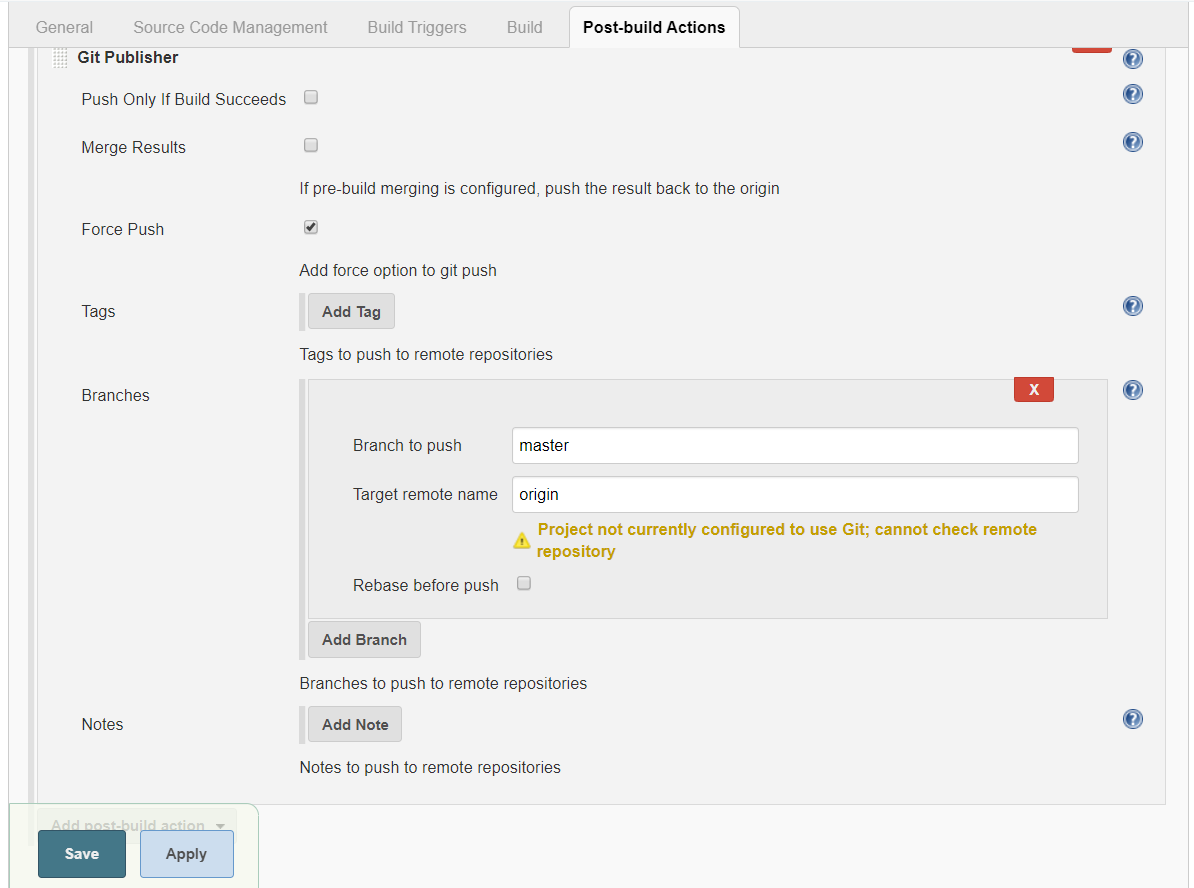 General Source Code Management Build Triggers Build Post-build Actions
Git Publisher
Push Only If Build Succeeds
Merge Results
If pre-build merging is configured, push the result back to the origin
Force Push
Add force option to git push
Tags Add Tag
Tags to push to remote repositories
Branches X
Branch to push master
Target remote name origin
Project not currently configured to use Git; cannot check remote
repository
Rebase before push
Add Branch
Branches to push to remote repositories
Notes Add Note
Notes to push to remote repositories
Add post-build action
Save Apply